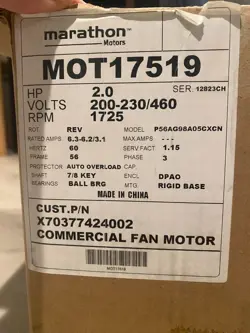 marathon™
Motors
MOT17519
HP 2.0 SER. 12823CH
VOLTS 200-230/460
RPM 1725
ROT REV MODEL P56AG98A05CXCN
RATED AMPS 6.3-6.2/3.1 MAX.AMPS ---
HERTZ 60 SERV FACT 1.15
FRAME 56 PHASE 3
PROTECTOR AUTO OVERLOAD CAP.
SHAFT 7/8 KEY ENCL DPAO
BEARINGS BALL BRG MTG RIGID BASE
MADE IN CHINA
CUST.P/N
X70377424002
COMMERCIAL FAN MOTOR
MOT17519